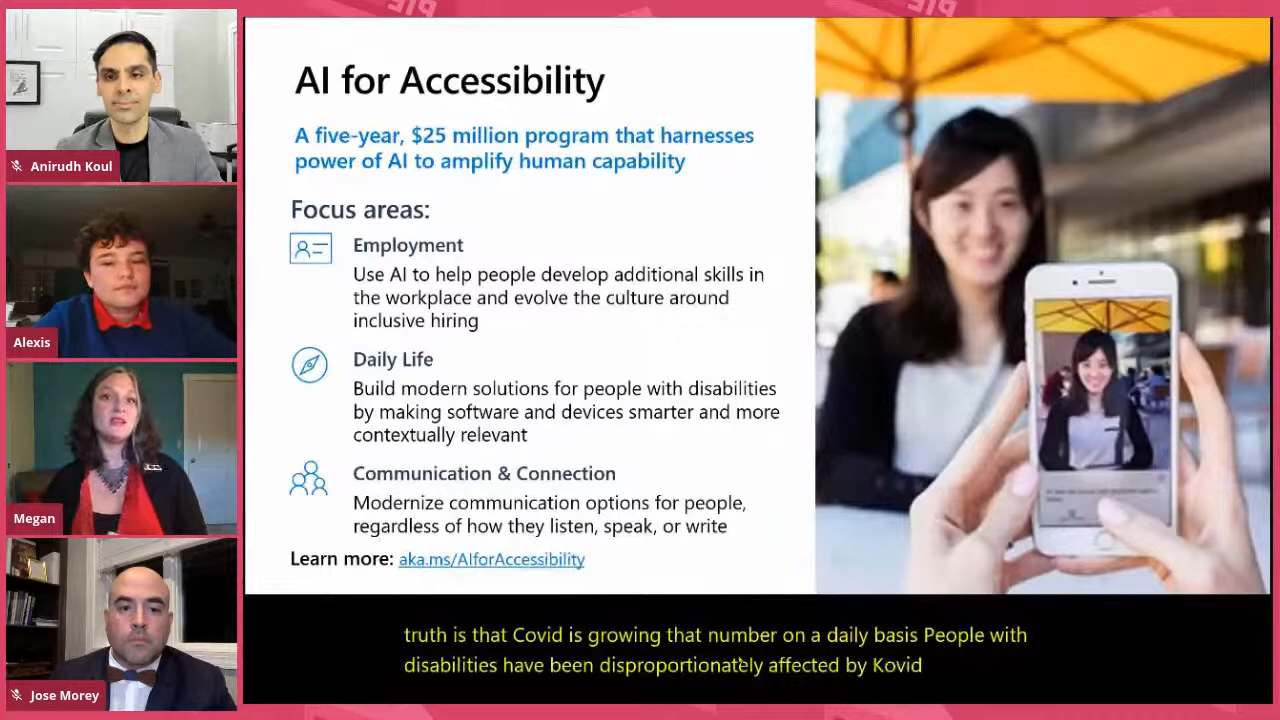 Anirudh Koul
Alexis
Megan
Jose Morey
AI for Accessibility
A five-year, $25 million program that harnesses
power of AI to amplify human capability
Focus areas:
Employment
Use AI to help people develop additional skills in
the workplace and evolve the culture around
inclusive hiring
Daily Life
Build modern solutions for people with disabilities
by making software and devices smarter and more
contextually relevant
Communication & Connection
Modernize communication options for people,
regardless of how they listen, speak, or write
Learn more: aka.ms/AIforAccessibility
truth is that Covid is growing that number on a daily basis People with
disabilities have been disproportionately affected by Kovid